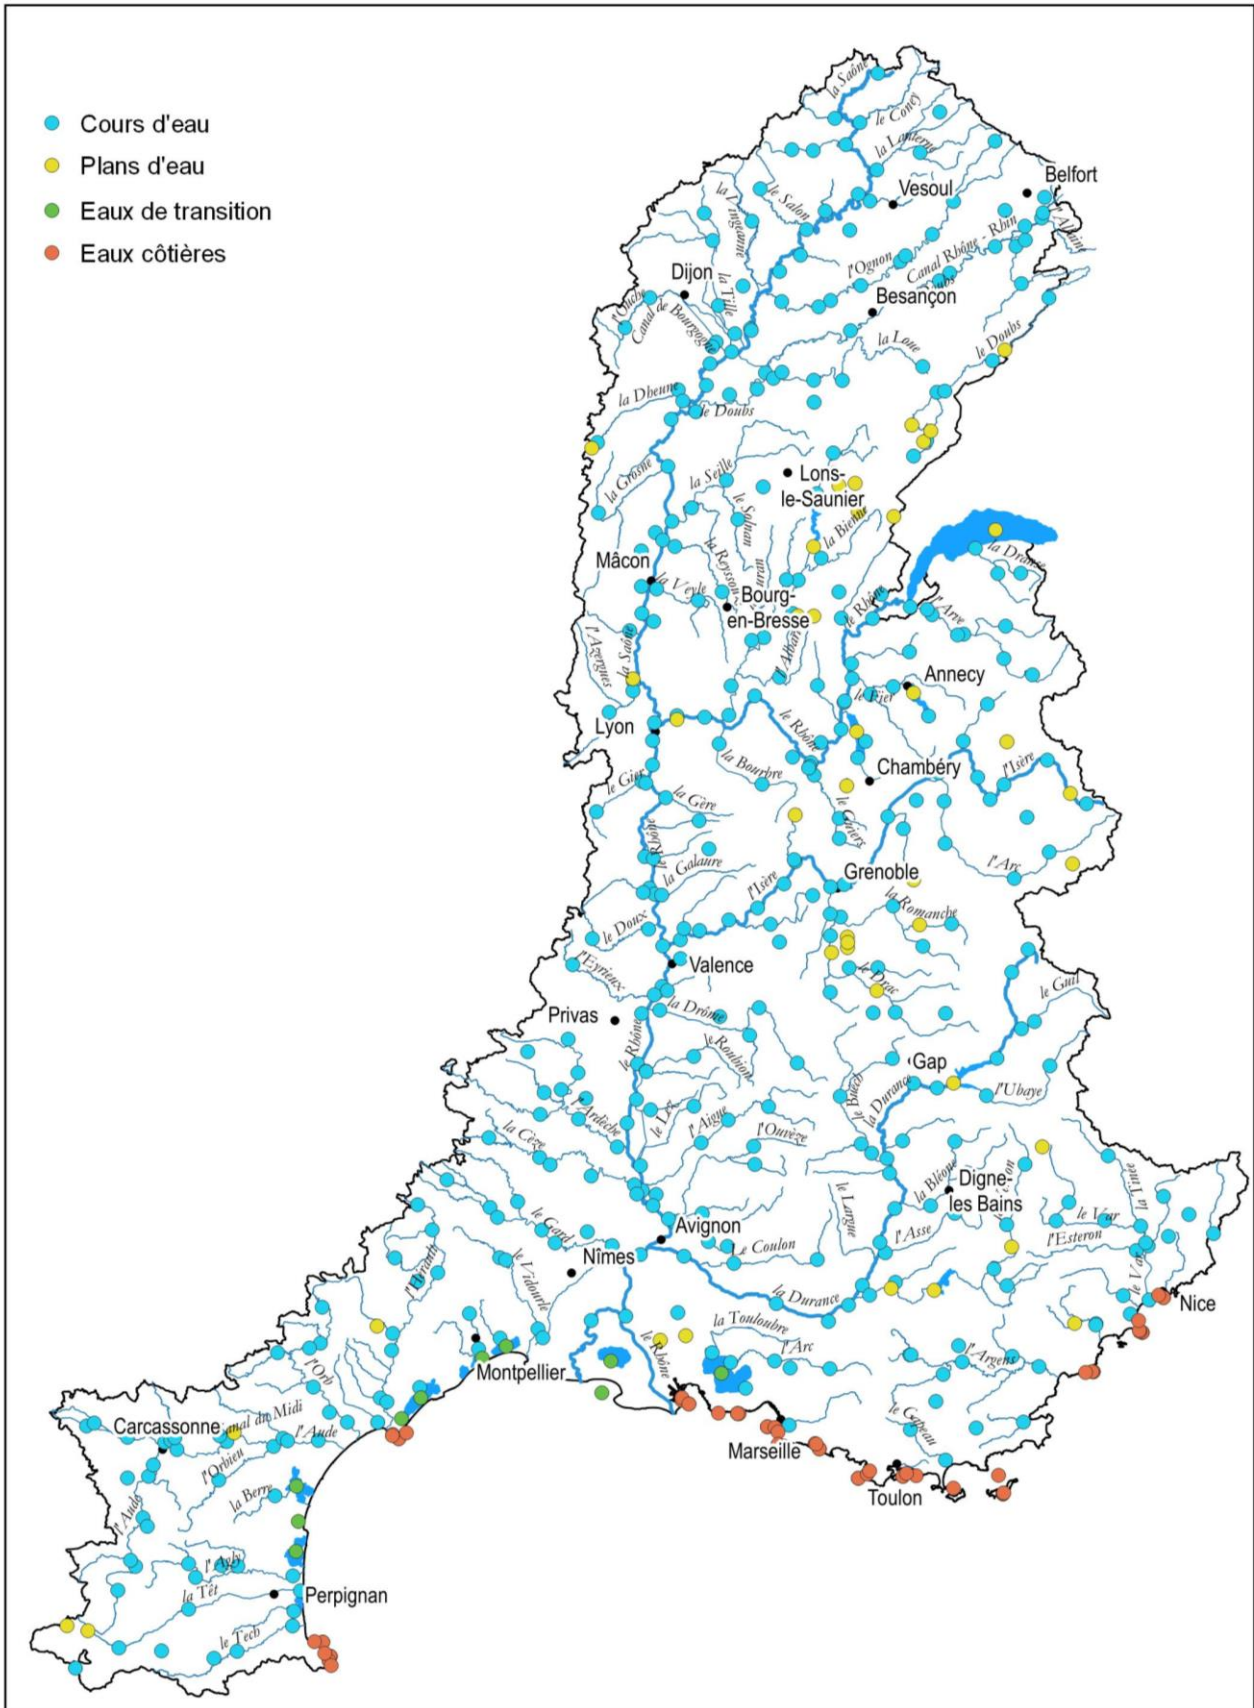 Cours d'eau
Plans d'eau
Eaux de transition
Eaux côtières
la Saône
le Coney
la Lanterne
Belfort
Vesoul
le Salon
la Vingeanne
l'Allaine
Canal Rhône - Rhin
l'Ognon
Dijon
la Tille
Besançon
l'Ouche
Canal de Bourgogne
la Loue
le Doubs
la Dheune
le Doubs
la Grosne
la Seille
Lons-
le-Saunier
le Solnan
la Bienne
la Reyssouze
la Dranse
Mâcon
la Veyle
Bourg-
en-Bresse
le Rhône
l'Arve
l'Azergues
la Saône
Annecy
le Fier
Lyon
le Rhône
la Bourbre
Chambéry
l'Isère
le Gier
la Gère
le Guiers
le Rhône
la Galaure
l'Isère
Grenoble
l'Arc
la Romanche
le Doux
l'Eyrieux
Valence
le Drac
le Guil
Privas
la Drôme
le Rhône
le Roubion
Gap
le Buëch
la Durance
l'Ubaye
l'Ardèche
le Lez
l'Aigue
l'Ouvèze
la Cèze
la Bléone
Digne-
les Bains
la Tinée
le Largue
le Var
le Gard
Avignon
l'Asse
l'Esteron
Le Coulon
Nîmes
l'Hérault
le Vidourle
le Var
Nice
la Durance
la Touloubre
l'Arc
le Rhône
l'Argens
Montpellier
l'Orb
Carcassonne
Canal du Midi
l'Aude
le Gapeau
Marseille
l'Orbieu
Toulon
la Berre
l'Aude
l'Agly
la Têt
Perpignan
le Tech